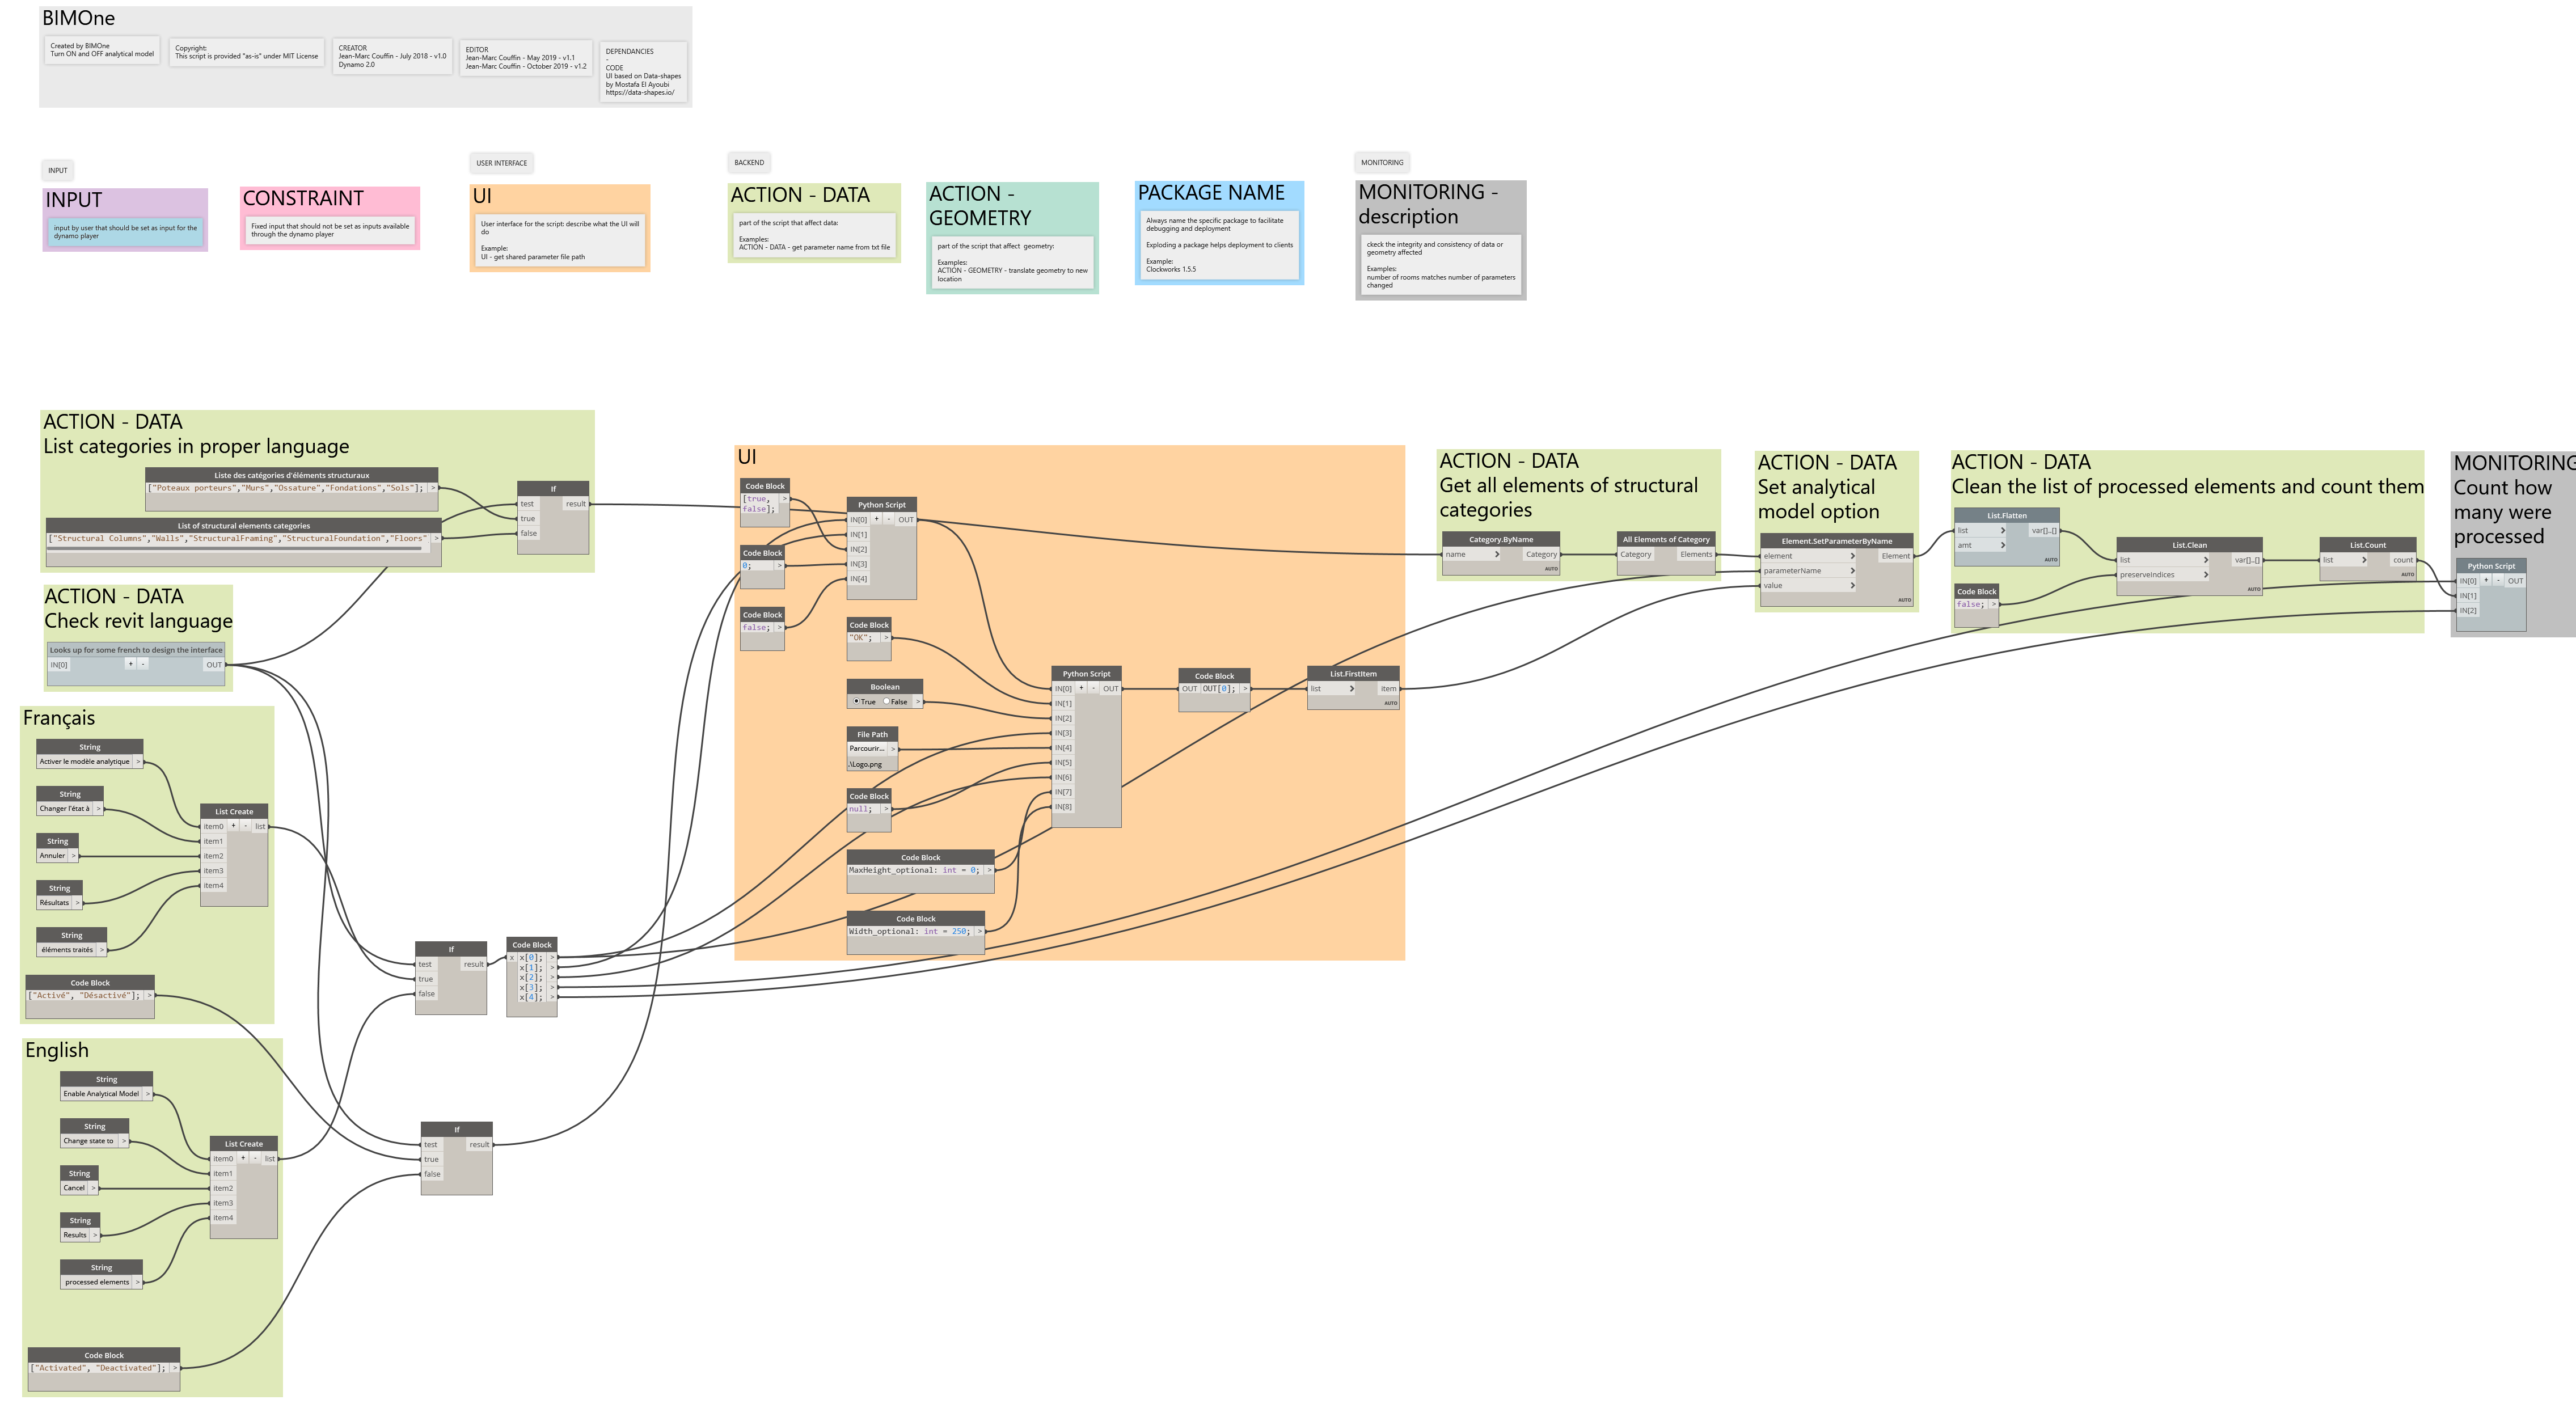 BIMOne
Created by BIMOne
Turn ON and OFF analytical model
Copyright:
This script is provided "as-is" under MIT License
CREATOR
Jean-Marc Couffin - July 2018 - v1.0
Dynamo 2.0
EDITOR
Jean-Marc Couffin - May 2019 - v1.1
Jean-Marc Couffin - October 2019 - v1.2
DEPENDANCIES
-
CODE
UI based on Data-shapes
by Mostafa El Ayoubi
https://data-shapes.io/
INPUT
INPUT
input by user that should be set as input for the
dynamo player
CONSTRAINT
Fixed input that should not be set as inputs available
through the dynamo player
USER INTERFACE
UI
User interface for the script: describe what the UI will
do
Example:
UI - get shared parameter file path
BACKEND
ACTION - DATA
part of the script that affect data:
Examples:
ACTION - DATA - get parameter name from txt file
ACTION -
GEOMETRY
part of the script that affect  geometry:
Examples:
ACTION - GEOMETRY - translate geometry to new
location
PACKAGE NAME
Always name the specific package to facilitate
debugging and deployment
Exploding a package helps deployment to clients
Example:
Clockworks 1.5.5
MONITORING
MONITORING -
description
ckeck the integrity and consistency of data or
geometry affected
Examples:
number of rooms matches number of parameters
changed
ACTION - DATA
List categories in proper language
Liste des catégories d'éléments structuraux
["Poteaux porteurs","Murs","Ossature","Fondations","Sols"]; >
List of structural elements categories
["Structural Columns","Walls","StructuralFraming","StructuralFoundation","Floors" >
If
test result
true
false
ACTION - DATA
Check revit language
Looks up for some french to design the interface
IN[0] + - OUT
Français
String
Activer le modèle analytique >
String
Changer l'état à >
String
Annuler >
String
Résultats >
String
éléments traités >
List Create
item0 + - list
item1
item2
item3
item4
Code Block
["Activé", "Désactivé"]; >
English
String
Enable Analytical Model >
String
Change state to >
String
Cancel >
String
Results >
String
processed elements >
List Create
item0 + - list
item1
item2
item3
item4
Code Block
["Activated", "Deactivated"]; >
If
test result
true
false
Code Block
x x[0]; >
x[1]; >
x[2]; >
x[3]; >
x[4]; >
If
test result
true
false
UI
Code Block
[true, >
false];
Code Block
0; >
Code Block
false; >
Python Script
IN[0] + - OUT
IN[1]
IN[2]
IN[3]
IN[4]
Code Block
"OK"; >
Boolean
True False >
File Path
Parcourir... >
.\Logo.png
Code Block
null; >
Code Block
MaxHeight_optional: int = 0; >
Code Block
Width_optional: int = 250; >
Python Script
IN[0] + - OUT
IN[1]
IN[2]
IN[3]
IN[4]
IN[5]
IN[6]
IN[7]
IN[8]
Code Block
OUT OUT[0]; >
List.FirstItem
list > item
AUTO
ACTION - DATA
Get all elements of structural
categories
Category.ByName
name > Category
AUTO
All Elements of Category
Category Elements
ACTION - DATA
Set analytical
model option
Element.SetParameterByName
element > Element
parameterName >
value >
AUTO
ACTION - DATA
Clean the list of processed elements and count them
List.Flatten
list > var[]..[]
amt >
AUTO
Code Block
false; >
List.Clean
list > var[]..[]
preserveIndices >
AUTO
List.Count
list > count
AUTO
MONITORING
Count how
many were
processed
Python Script
IN[0] + - OUT
IN[1]
IN[2]